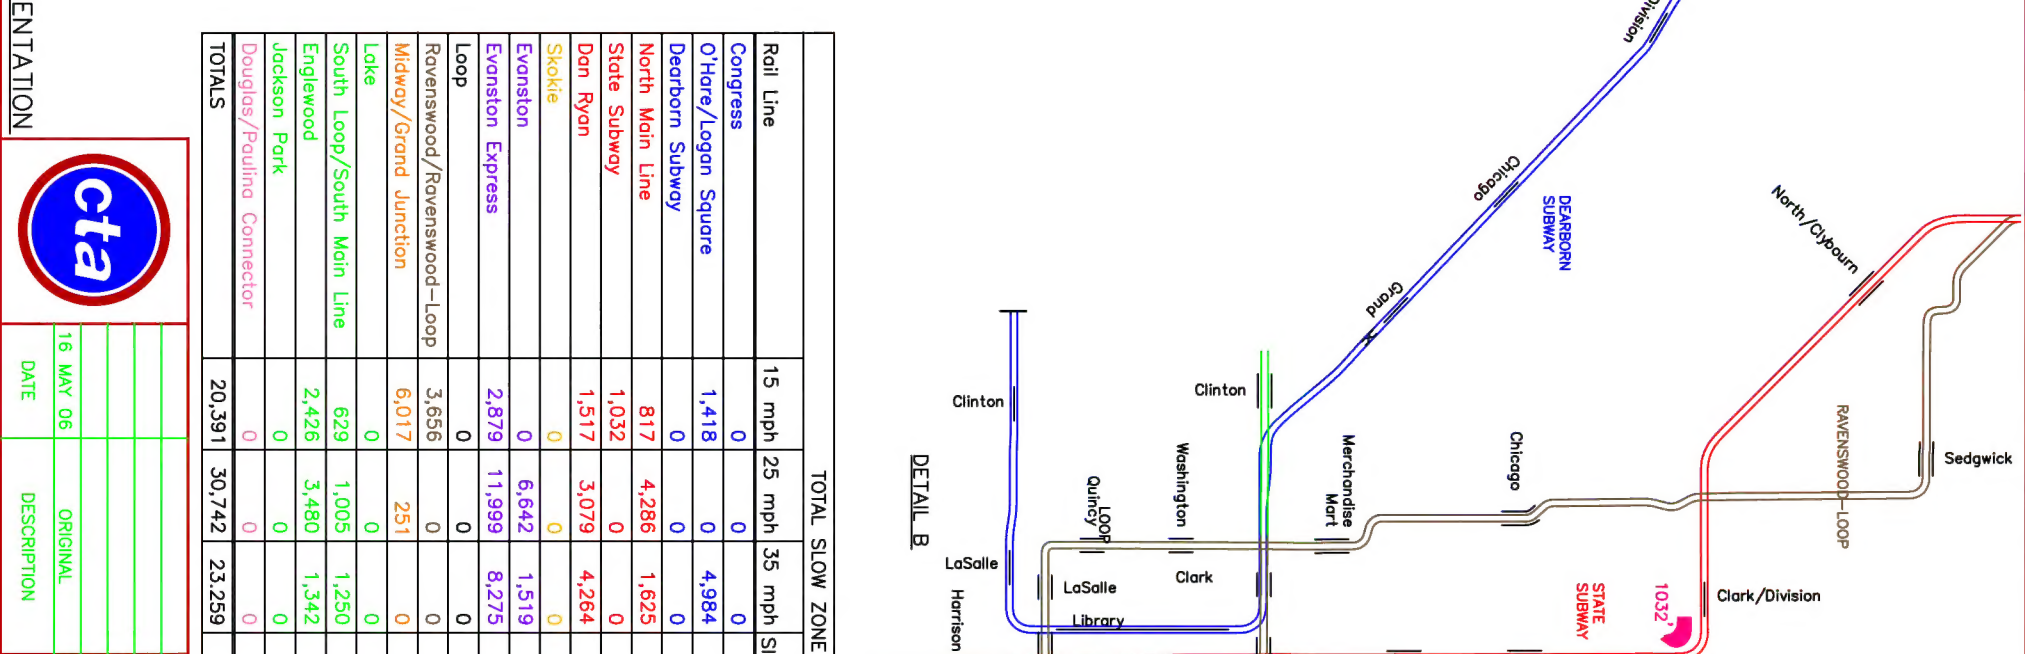 TOTAL SLOW ZONE
Rail Line 15 mph 25 mph 35 mph
Congress 0 0 0
O'Hare/Logan Square 1,418 0 4,984
Dearborn Subway 0 0 0
North Main Line 817 4,286 1,625
State Subway 1,032 0 0
Dan Ryan 1,517 3,079 4,264
Skokie 0 0 0
Evanston 0 6,642 1,519
Evanston Express 2,879 11,999 8,275
Loop 0 0 0
Ravenswood/Ravenswood-Loop 3,656 0 0
Midway/Grand Junction 6,017 251 0
Lake 0 0 0
South Loop/South Main Line 629 1,005 1,250
Englewood 2,426 3,480 1,342
Jackson Park 0 0 0
Douglas/Paulina Connector 0 0 0
TOTALS 20,391 30,742 23.259
ENTATION
cta
16 MAY 06 ORIGINAL
DATE DESCRIPTION
Division
Chicago
DEARBORN
SUBWAY
Grand
North/Clybourn
Clinton
Clinton
Sedgwick
RAVENSWOOD-LOOP
Chicago
Merchandise
Mart
Washington
LOOP
Quincy
DETAIL B
LaSalle
LaSalle
Clark
Library
Harrison
STATE
SUBWAY
1032'
Clark/Division